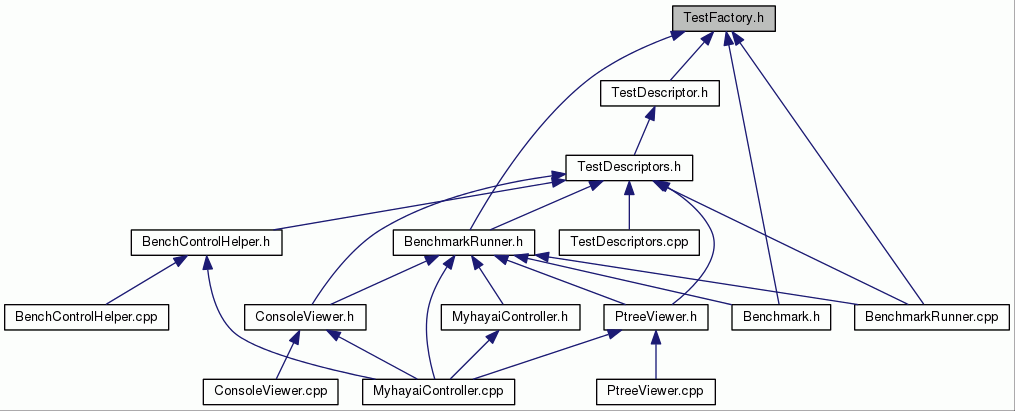 TestFactory.h
TestDescriptor.h
TestDescriptors.h
BenchControlHelper.h
BenchmarkRunner.h
TestDescriptors.cpp
BenchControlHelper.cpp
ConsoleViewer.h
MyhayaiController.h
PtreeViewer.h
Benchmark.h
BenchmarkRunner.cpp
ConsoleViewer.cpp
MyhayaiController.cpp
PtreeViewer.cpp